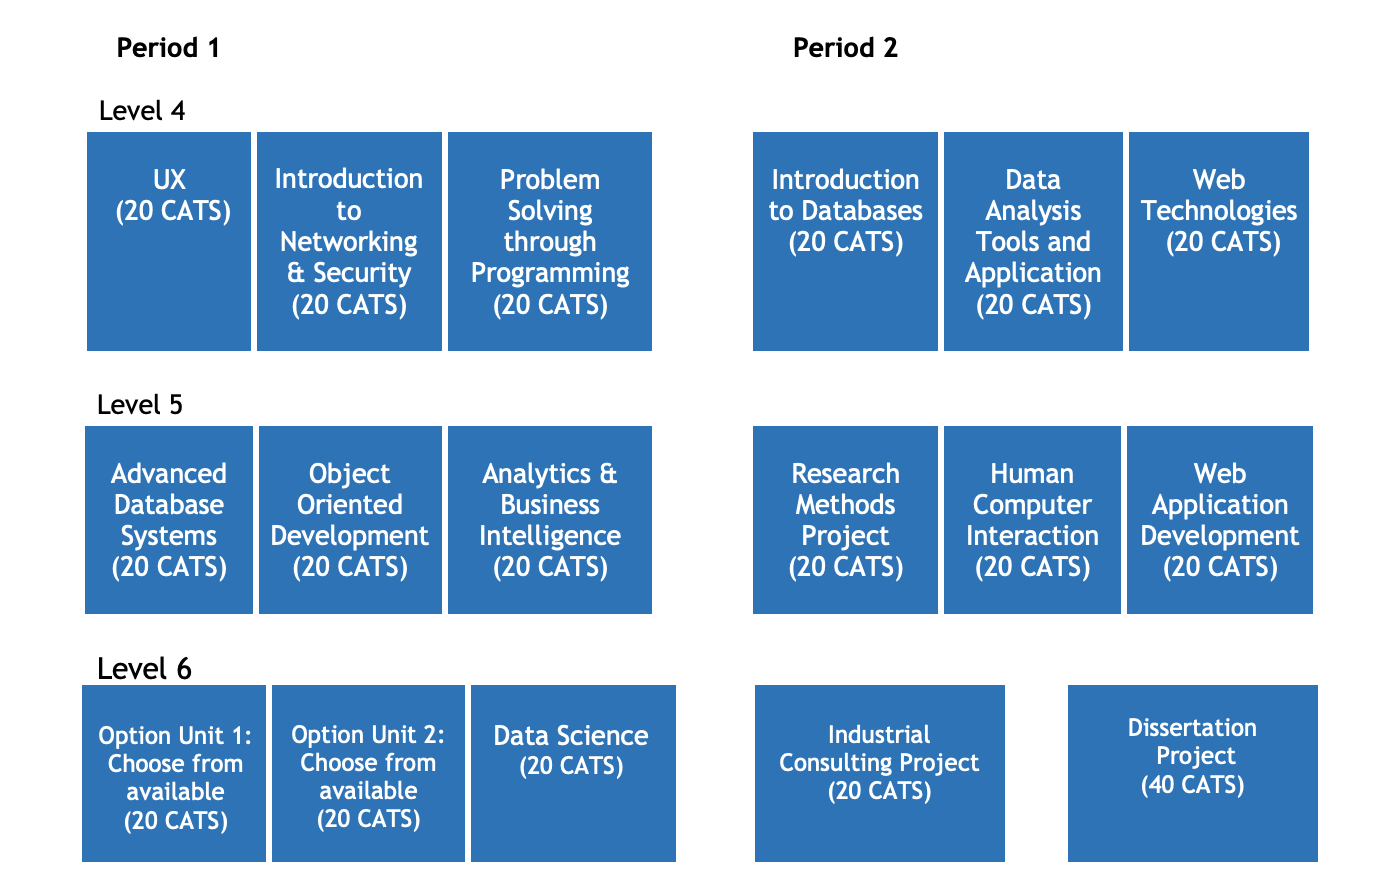 Period 1
Period 2
Level 4
UX
(20 CATS)
Introduction
to
Networking
& Security
(20 CATS)
Problem
Solving
through
Programming
(20 CATS)
Introduction
to Databases
(20 CATS)
Data
Analysis
Tools and
Application
(20 CATS)
Web
Technologies
(20 CATS)
Level 5
Advanced
Database
Systems
(20 CATS)
Object
Oriented
Development
(20 CATS)
Analytics &
Business
Intelligence
(20 CATS)
Research
Methods
Project
(20 CATS)
Human
Computer
Interaction
(20 CATS)
Web
Application
Development
(20 CATS)
Level 6
Option Unit 1:
Choose from
available
(20 CATS)
Option Unit 2:
Choose from
available
(20 CATS)
Data Science
(20 CATS)
Industrial
Consulting Project
(20 CATS)
Dissertation
Project
(40 CATS)